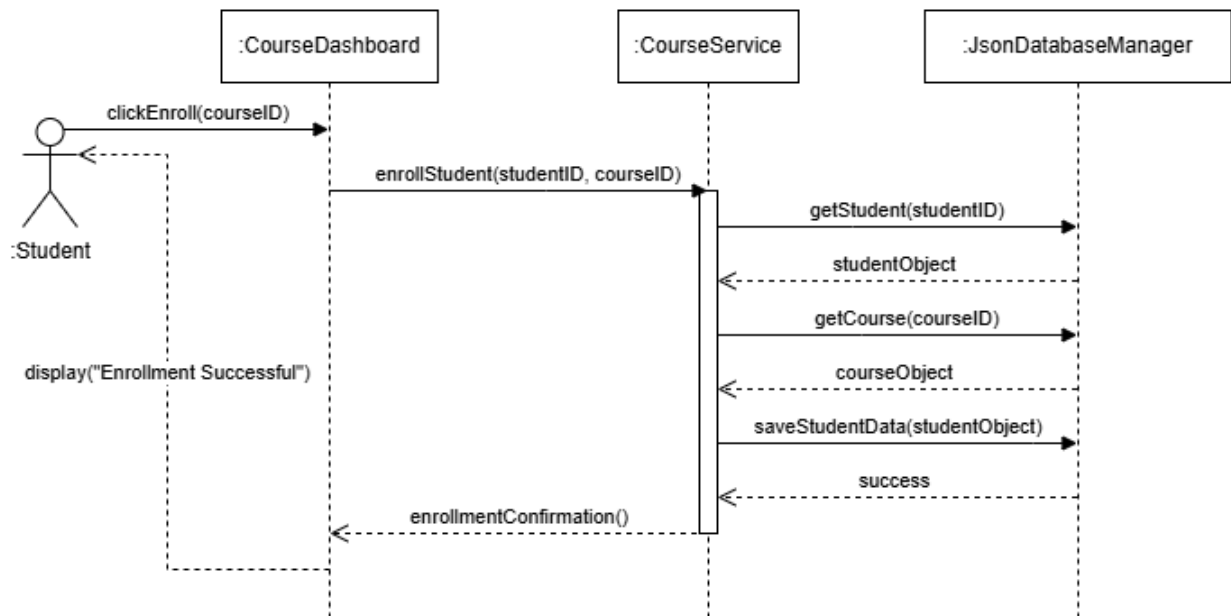 :CourseDashboard
:CourseService
:JsonDatabaseManager
clickEnroll(courseID)
enrollStudent(studentID, courseID)
getStudent(studentID)
:Student
studentObject
getCourse(courseID)
display("Enrollment Successful")
courseObject
saveStudentData(studentObject)
success
enrollmentConfirmation()